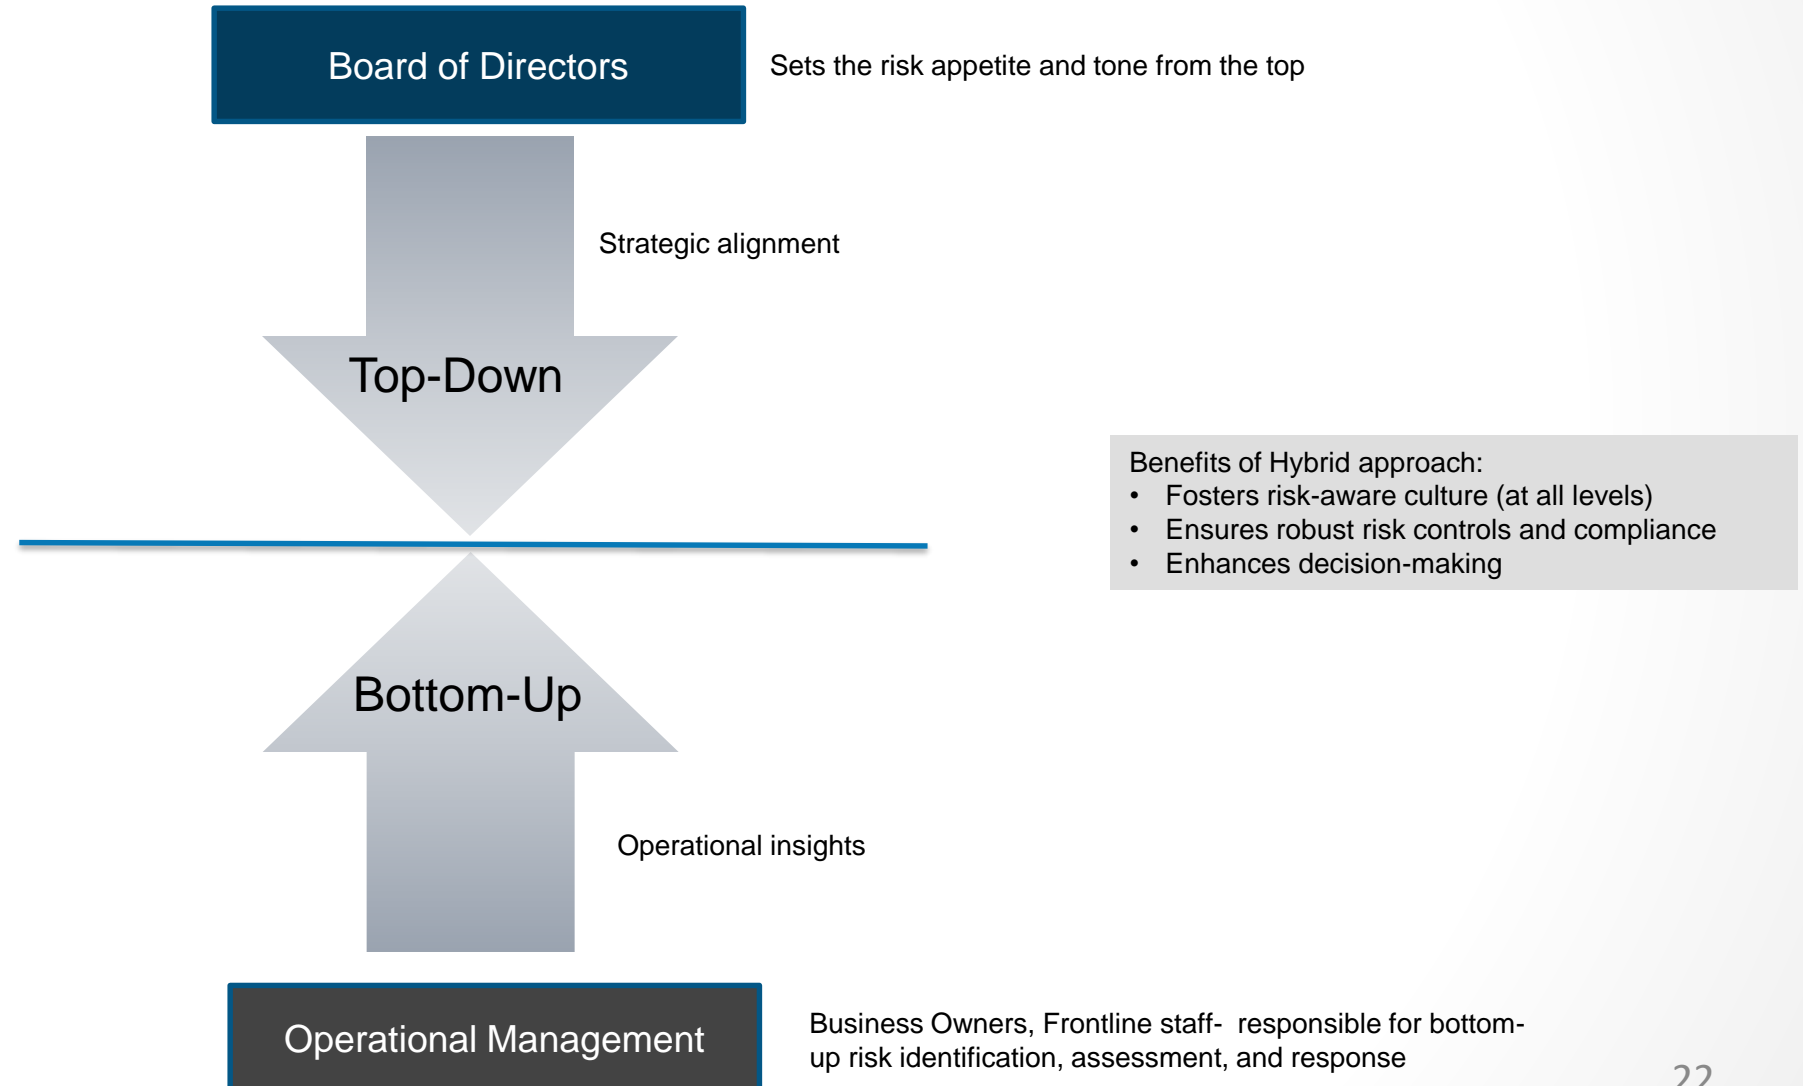 Board of Directors
Sets the risk appetite and tone from the top
Strategic alignment
Top-Down
Benefits of Hybrid approach:
• Fosters risk-aware culture (at all levels)
• Ensures robust risk controls and compliance
• Enhances decision-making
Bottom-Up
Operational insights
Operational Management
Business Owners, Frontline staff- responsible for bottom-
up risk identification, assessment, and response
22